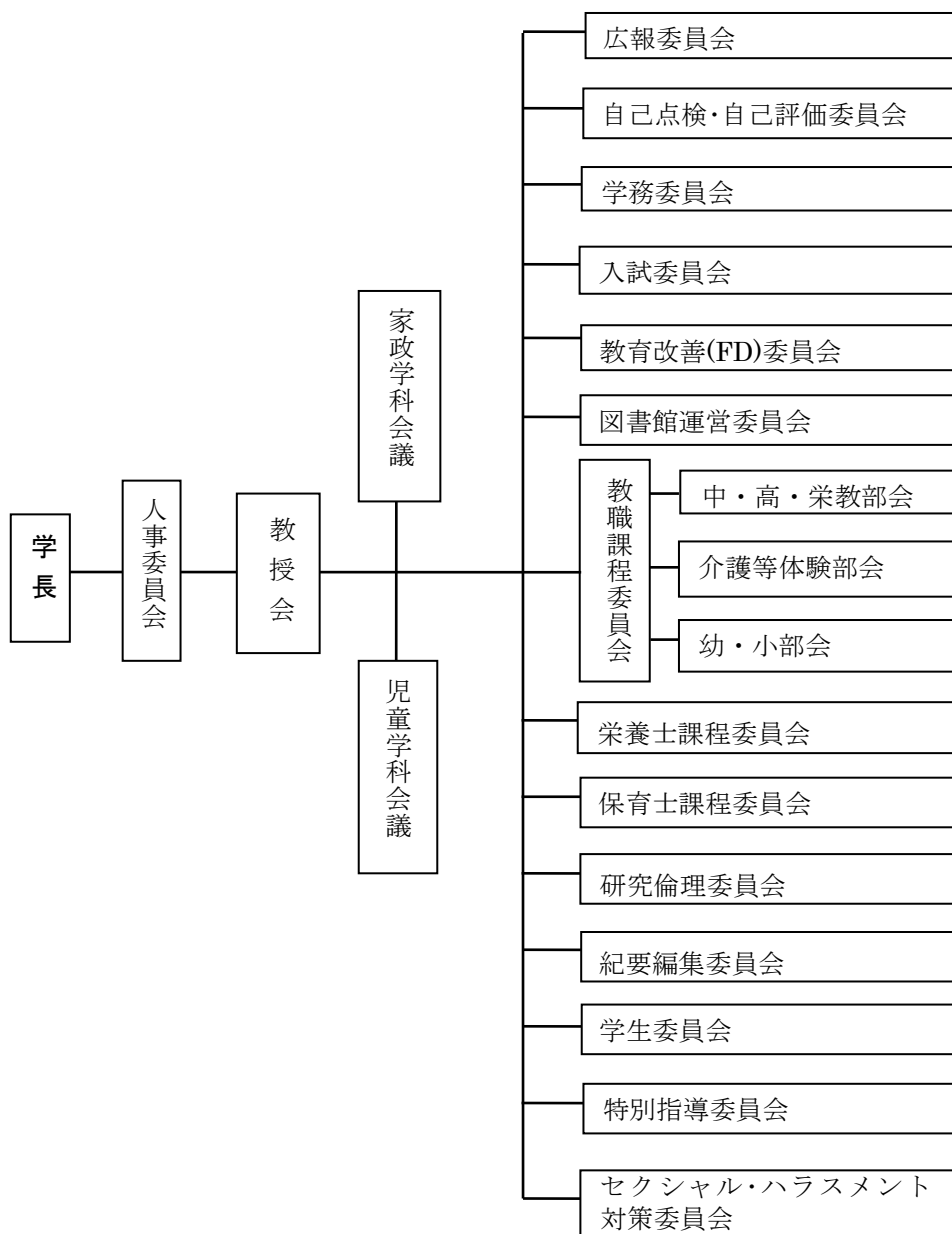 学長
人事委員会
教授会
家政学科会議
児童学科会議
広報委員会
自己点検・自己評価委員会
学務委員会
入試委員会
教育改善(FD)委員会
図書館運営委員会
教職課程委員会
中・高・栄教部会
介護等体験部会
幼・小部会
栄養士課程委員会
保育士課程委員会
研究倫理委員会
紀要編集委員会
学生委員会
特別指導委員会
セクシャル・ハラスメント
対策委員会